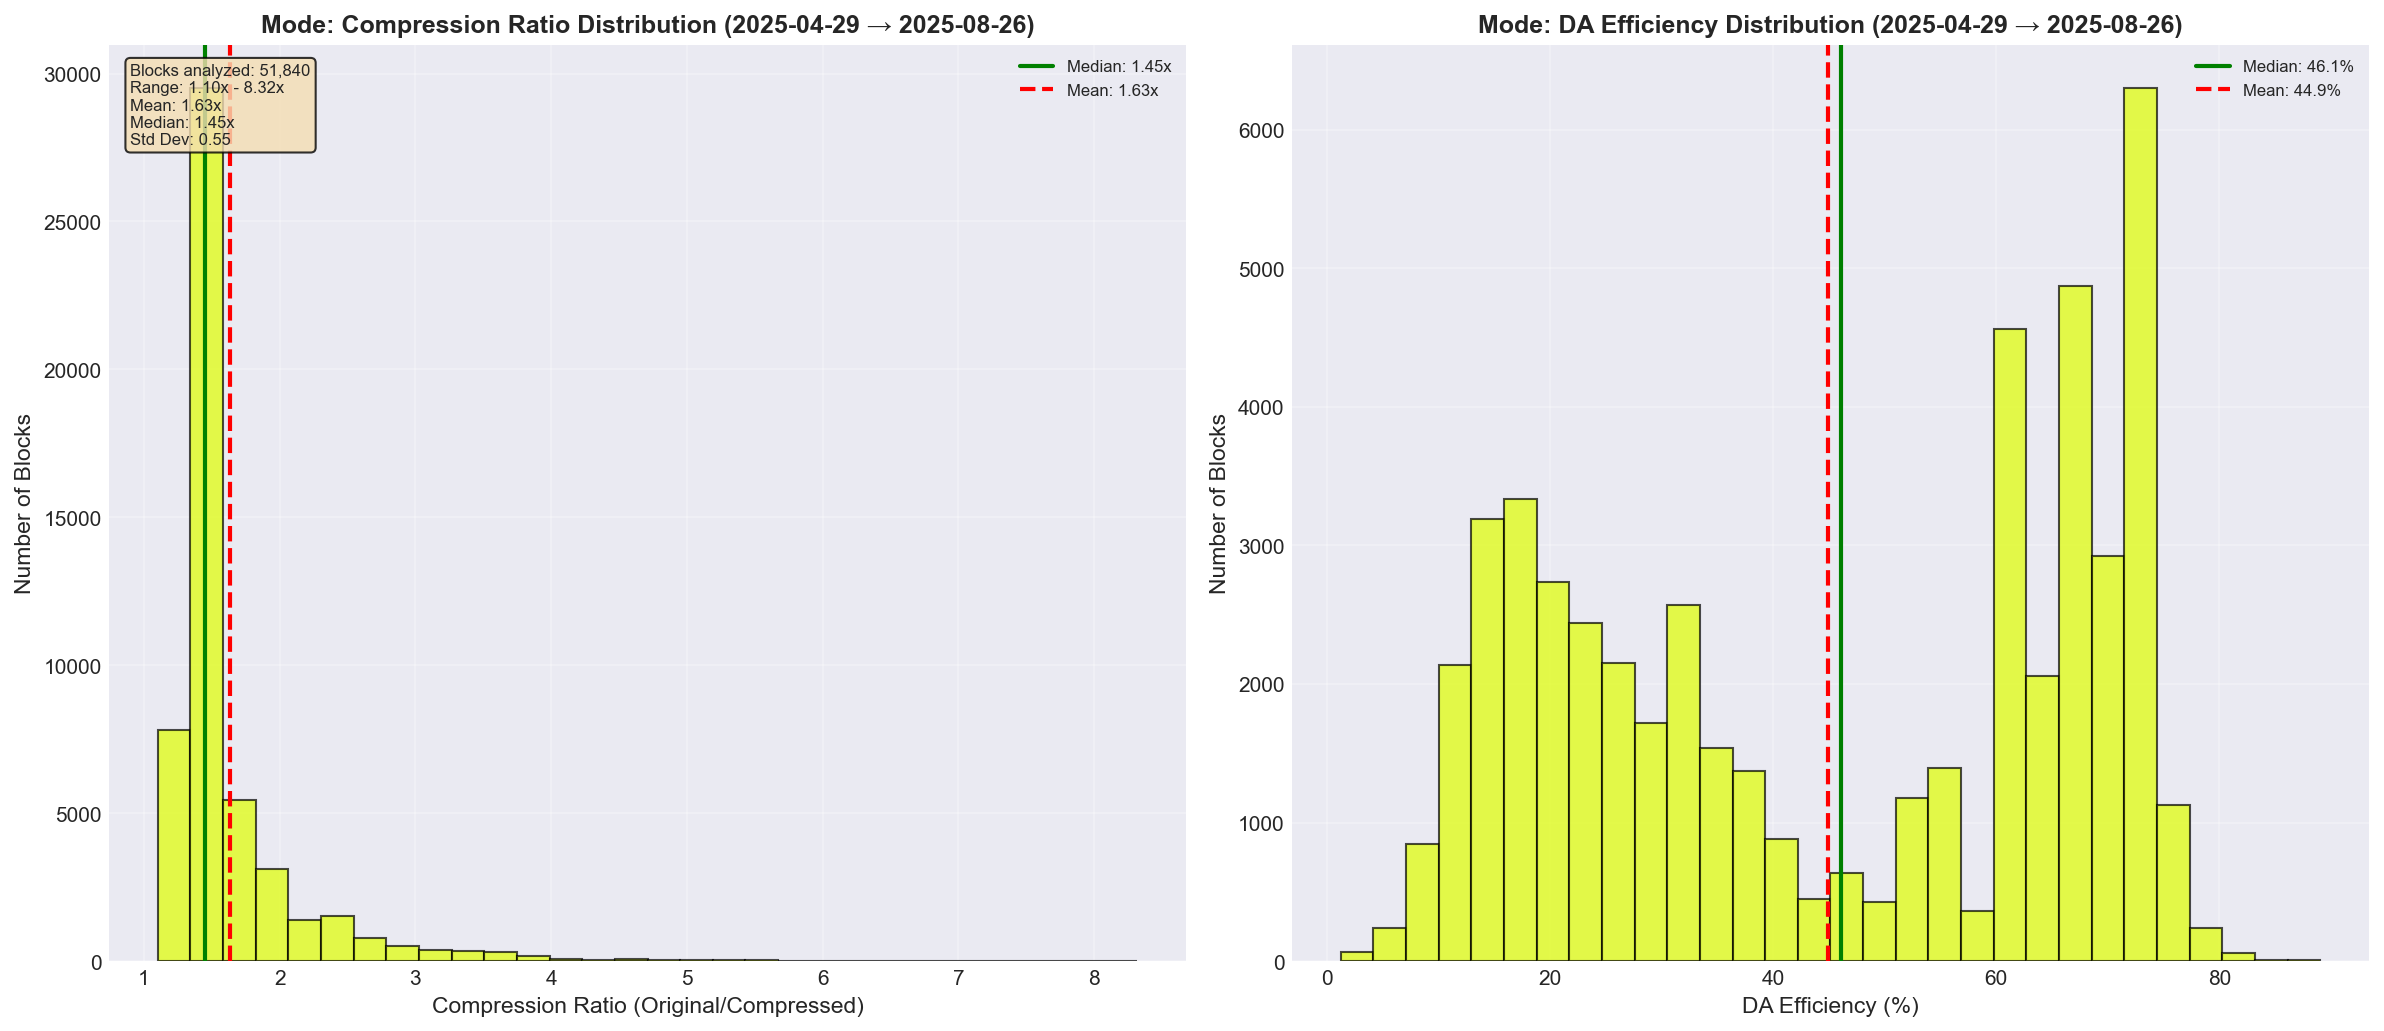 Mode: Compression Ratio Distribution (2025-04-29 → 2025-08-26)
Blocks analyzed: 51,840
Range: 1.10x - 8.32x
Mean: 1.63x
Median: 1.45x
Std Dev: 0.55
Median: 1.45x
Mean: 1.63x
30000
25000
20000
15000
10000
5000
0
Number of Blocks
1 2 3 4 5 6 7 8
Compression Ratio (Original/Compressed)
Mode: DA Efficiency Distribution (2025-04-29 → 2025-08-26)
Median: 46.1%
Mean: 44.9%
6000
5000
4000
3000
2000
1000
0
Number of Blocks
0 20 40 60 80
DA Efficiency (%)